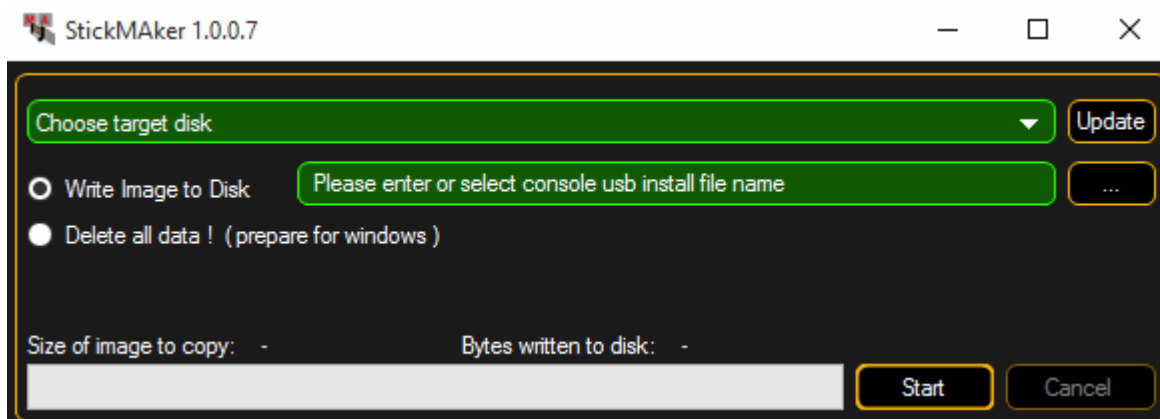 StickMAker 1.0.0.7
Choose target disk Update
Write Image to Disk Please enter or select console usb install file name ...
Delete all data ! ( prepare for windows )
Size of image to copy: - Bytes written to disk: -
Start Cancel